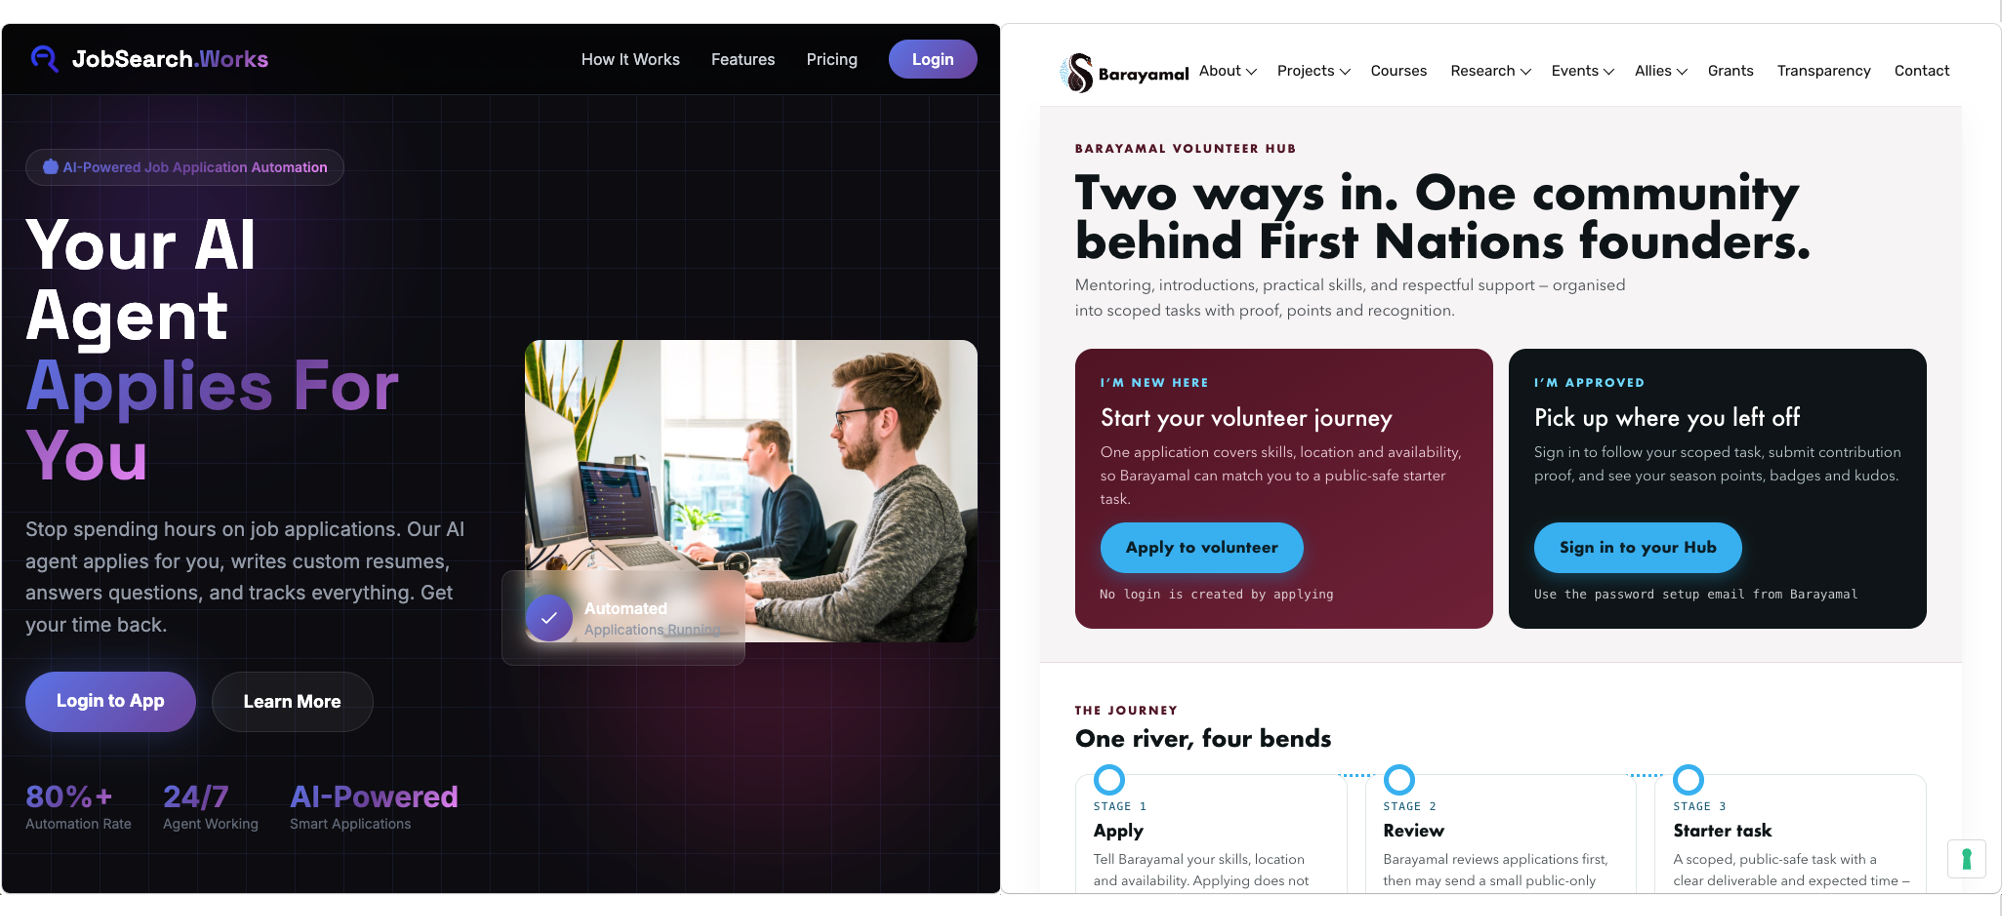 JobSearch.Works
How It Works
Features
Pricing
Login
AI-Powered Job Application Automation
Your AI
Agent
Applies For
You
Stop spending hours on job applications. Our AI
agent applies for you, writes custom resumes,
answers questions, and tracks everything. Get
your time back.
Login to App
Learn More
80%+
Automation Rate
24/7
Agent Working
AI-Powered
Smart Applications
Automated
Applications Running
Barayamal
About
Projects
Courses
Research
Events
Allies
Grants
Transparency
Contact
BARAYAMAL VOLUNTEER HUB
Two ways in. One community
behind First Nations founders.
Mentoring, introductions, practical skills, and respectful support – organised
into scoped tasks with proof, points and recognition.
I’M NEW HERE
Start your volunteer journey
One application covers skills, location and availability,
so Barayamal can match you to a public-safe starter
task.
Apply to volunteer
No login is created by applying
I’M APPROVED
Pick up where you left off
Sign in to follow your scoped task, submit contribution
proof, and see your season points, badges and kudos.
Sign in to your Hub
Use the password setup email from Barayamal
THE JOURNEY
One river, four bends
STAGE 1
Apply
Tell Barayamal your skills, location
and availability. Applying does not
STAGE 2
Review
Barayamal reviews applications first,
then may send a small public-only
STAGE 3
Starter task
A scoped, public-safe task with a
clear deliverable and expected time –